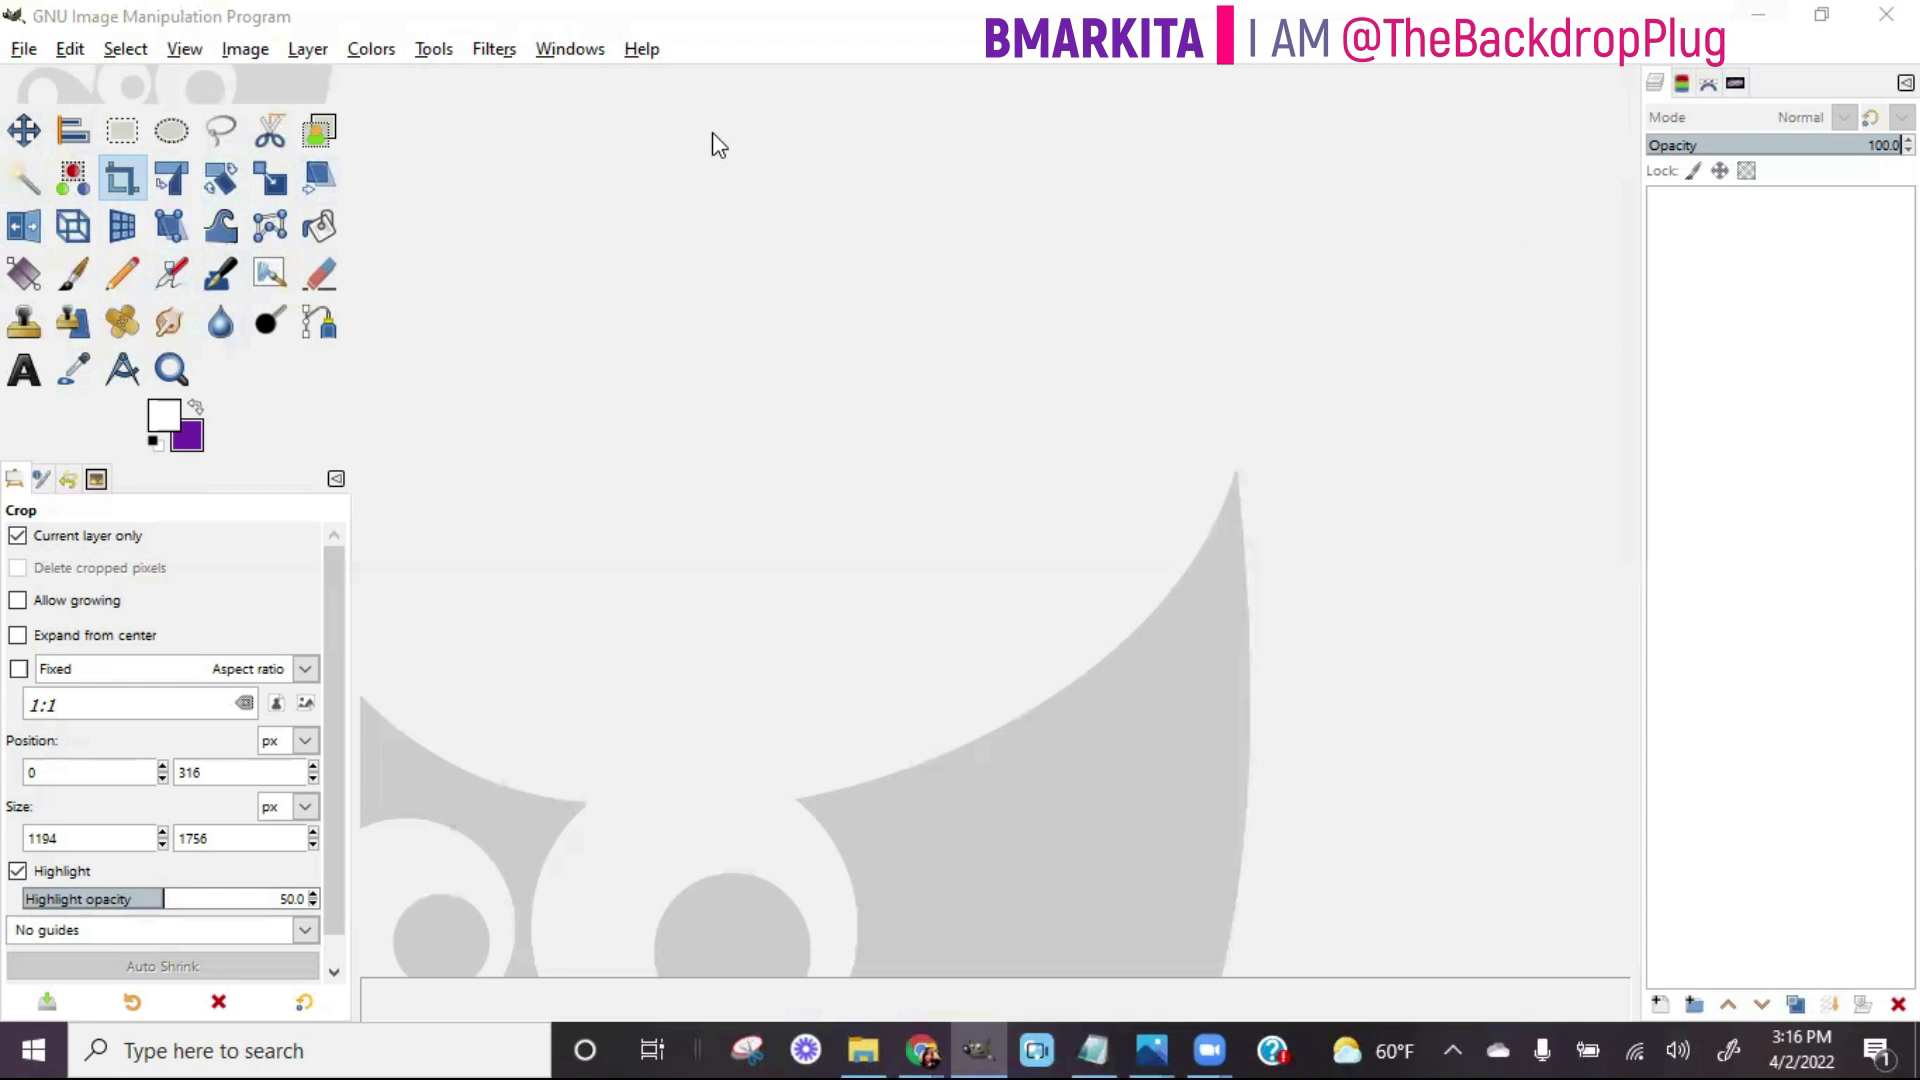 GNU Image Manipulation Program
BMARKITA I AM @TheBackdropPlug
File Edit Select View Image Layer Colors Tools Filters Windows Help
Mode Normal
Opacity 100.0
Lock:
Crop
Current layer only
Delete cropped pixels
Allow growing
Expand from center
Fixed Aspect ratio
1:1
Position: px
0 316
Size: px
1194 1756
Highlight
Highlight opacity 50.0
No guides
Auto Shrink
Type here to search
60°F
3:16 PM
4/2/2022
1